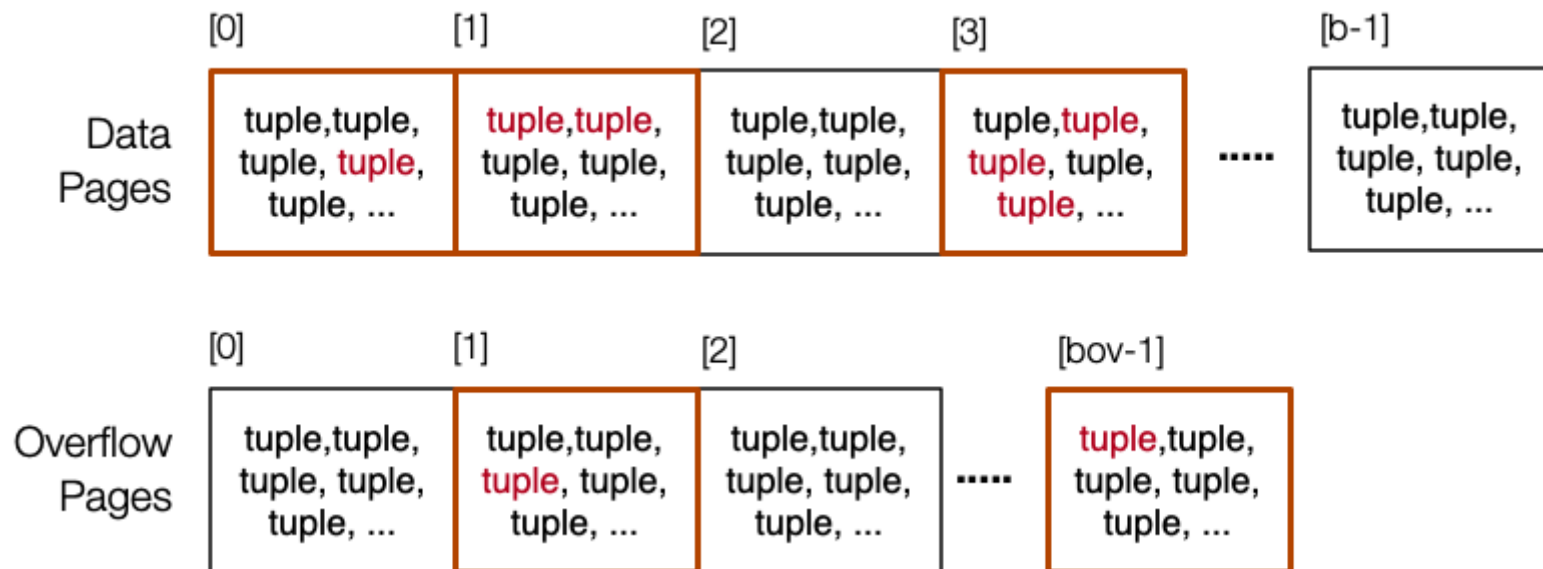 [0] [1] [2] [3] [b-1]
Data Pages
tuple,tuple,
tuple, tuple,
tuple, ...
tuple,tuple,
tuple, tuple,
tuple, ...
tuple,tuple,
tuple, tuple,
tuple, ...
tuple,tuple,
tuple, tuple,
tuple, ...
.....
tuple,tuple,
tuple, tuple,
tuple, ...
[0] [1] [2] [bov-1]
Overflow Pages
tuple,tuple,
tuple, tuple,
tuple, ...
tuple,tuple,
tuple, tuple,
tuple, ...
tuple,tuple,
tuple, tuple,
tuple, ...
.....
tuple,tuple,
tuple, tuple,
tuple, ...